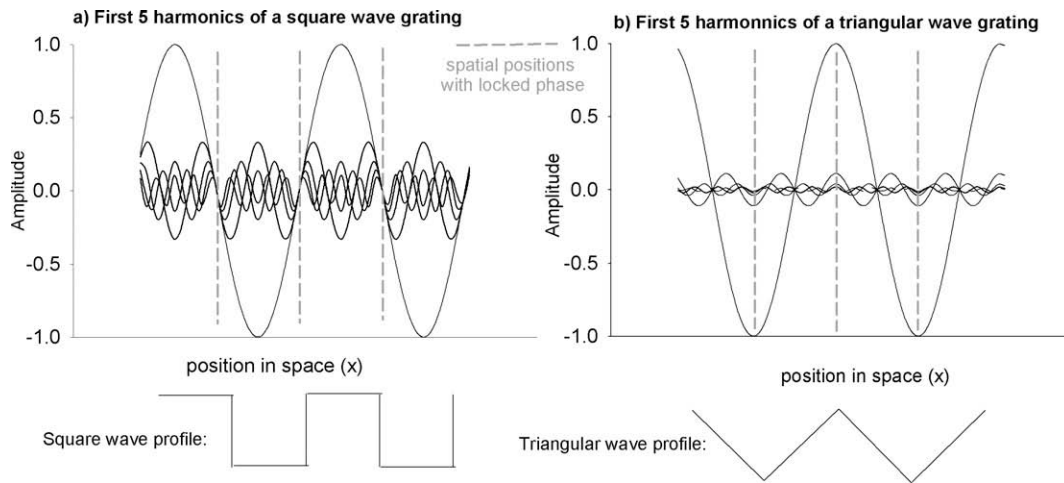 a) First 5 harmonics of a square wave grating
1.0
0.5
0.0
-0.5
-1.0
Amplitude
position in space (x)
Square wave profile:
spatial positions
with locked phase
b) First 5 harmonnics of a triangular wave grating
1.0
0.5
0.0
-0.5
-1.0
Amplitude
position in space (x)
Triangular wave profile: